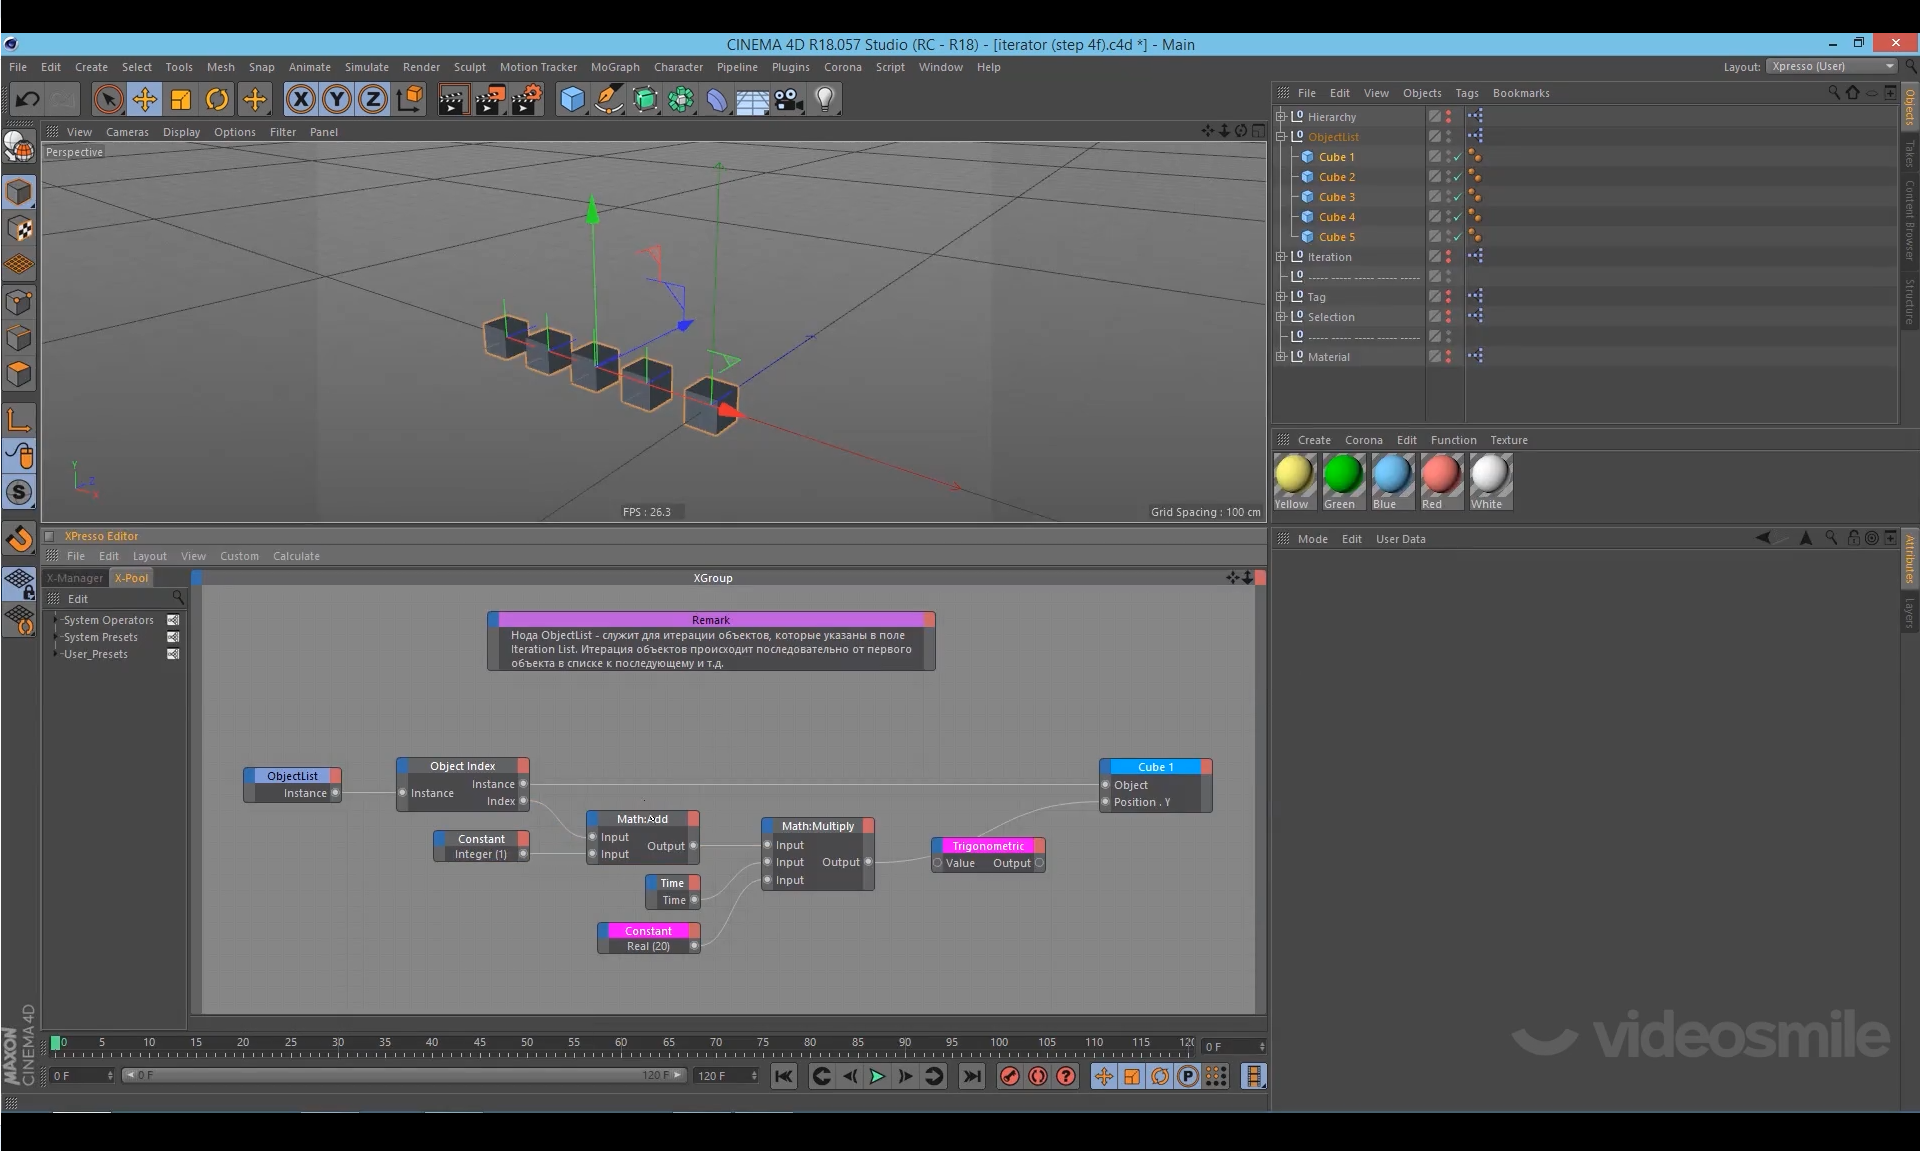 CINEMA 4D R18.057 Studio (RC - R18) - [iterator (step 4f).c4d *] - Main
File Edit Create Select Tools Mesh Snap Animate Simulate Render Sculpt Motion Tracker MoGraph Character Pipeline Plugins Corona Script Window Help
Layout: Xpresso (User)
File Edit View Objects Tags Bookmarks
View Cameras Display Options Filter Panel
Perspective
Hierarchy
ObjectList
Cube 1
Cube 2
Cube 3
Cube 4
Cube 5
Iteration
----- ----- ----- ----- -----
Tag
Selection
----- ----- ----- ----- -----
Material
Objects
Takes
Content Browser
Structure
Create Corona Edit Function Texture
Yellow Green Blue Red White
Y
Z
X
FPS : 26.3
Grid Spacing : 100 cm
XPresso Editor
File Edit Layout View Custom Calculate
X-Manager X-Pool
XGroup
Edit
System Operators
System Presets
User_Presets
Remark
Нода ObjectList - служит для итерации объектов, которые указаны в поле
Iteration List. Итерация объектов происходит последовательно от первого
объекта в списке к последующему и т.д.
ObjectList
Instance
Object Index
Instance
Instance
Index
Constant
Integer (1)
Math:Add
Input
Input
Output
Time
Time
Constant
Real (20)
Math:Multiply
Input
Input
Input
Output
Trigonometric
Value Output
Cube 1
Object
Position . Y
Mode Edit User Data
Attributes
Layers
0 5 10 15 20 25 30 35 40 45 50 55 60 65 70 75 80 85 90 95 100 105 110 115 120
0 F
0 F
0 F
120 F
120 F
MAXON
CINEMA 4D
videosmile